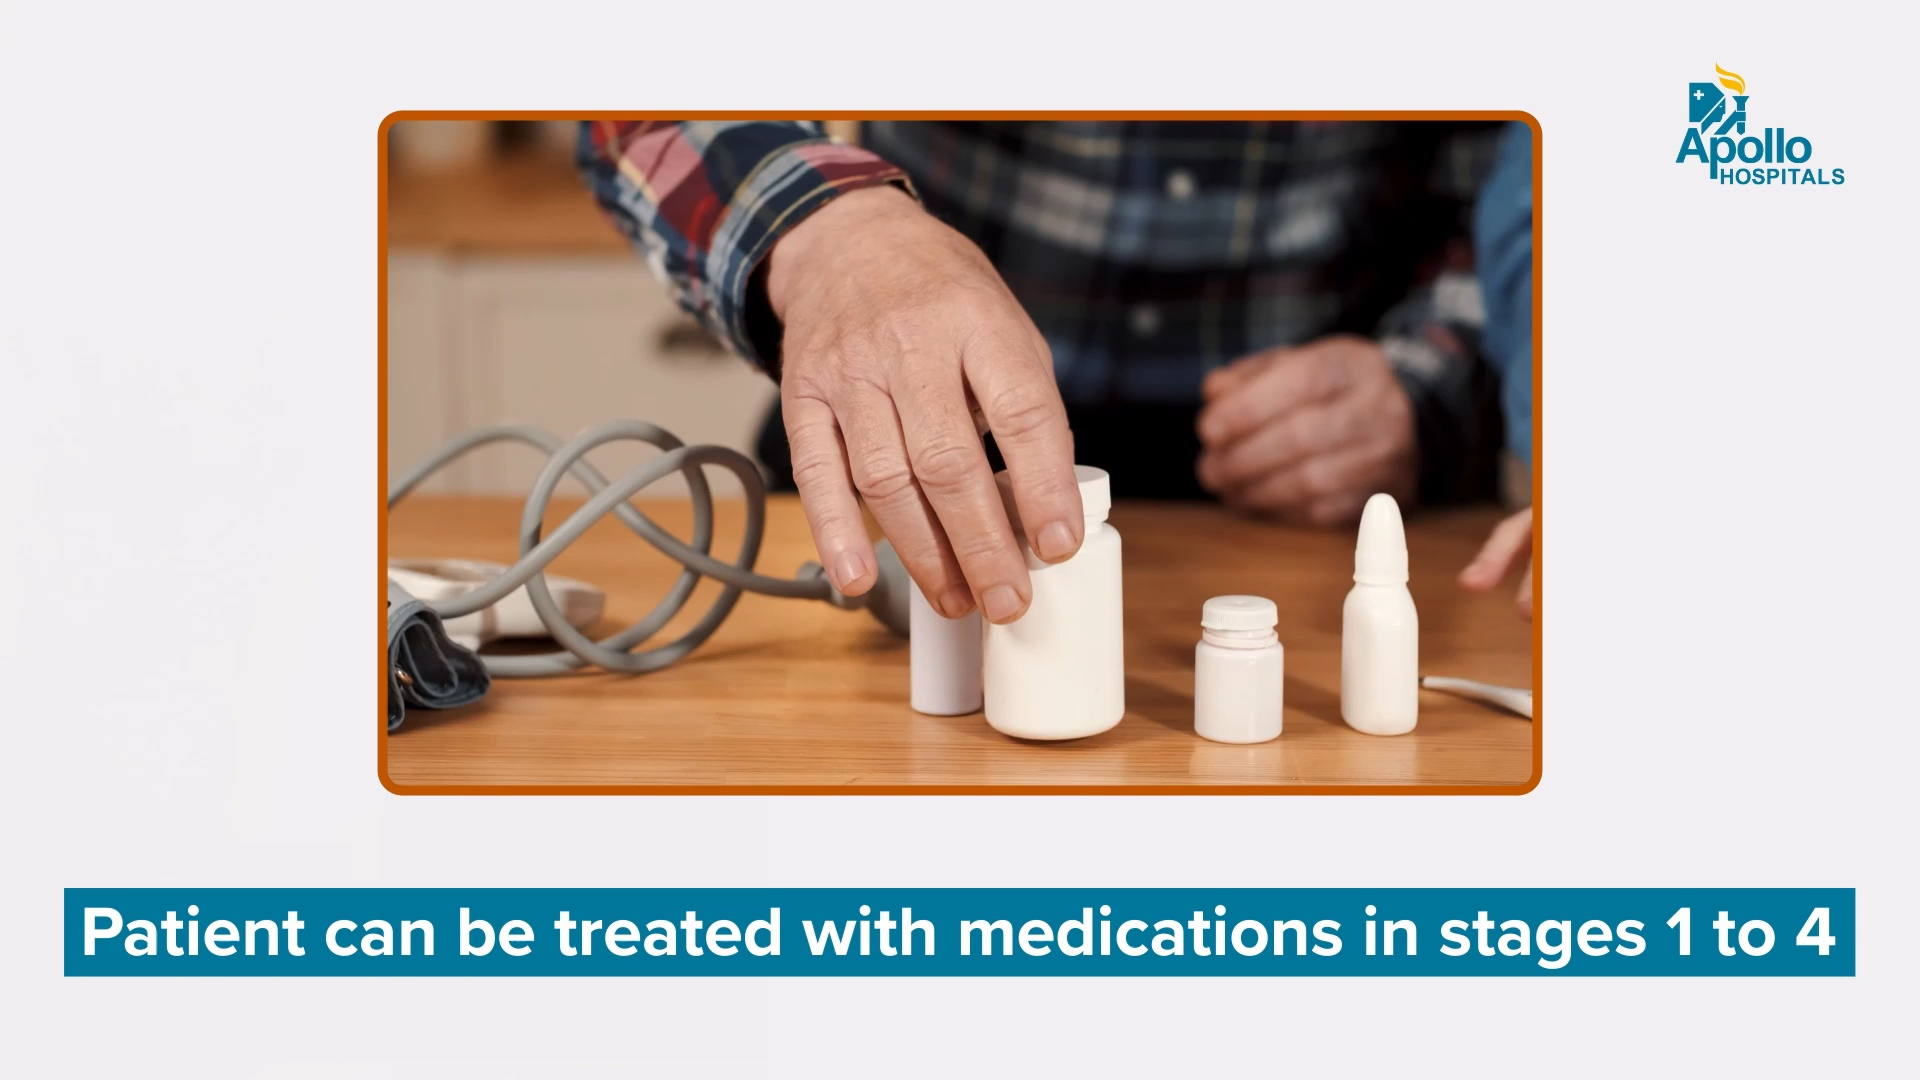 Apollo
HOSPITALS
Patient can be treated with medications in stages 1 to 4